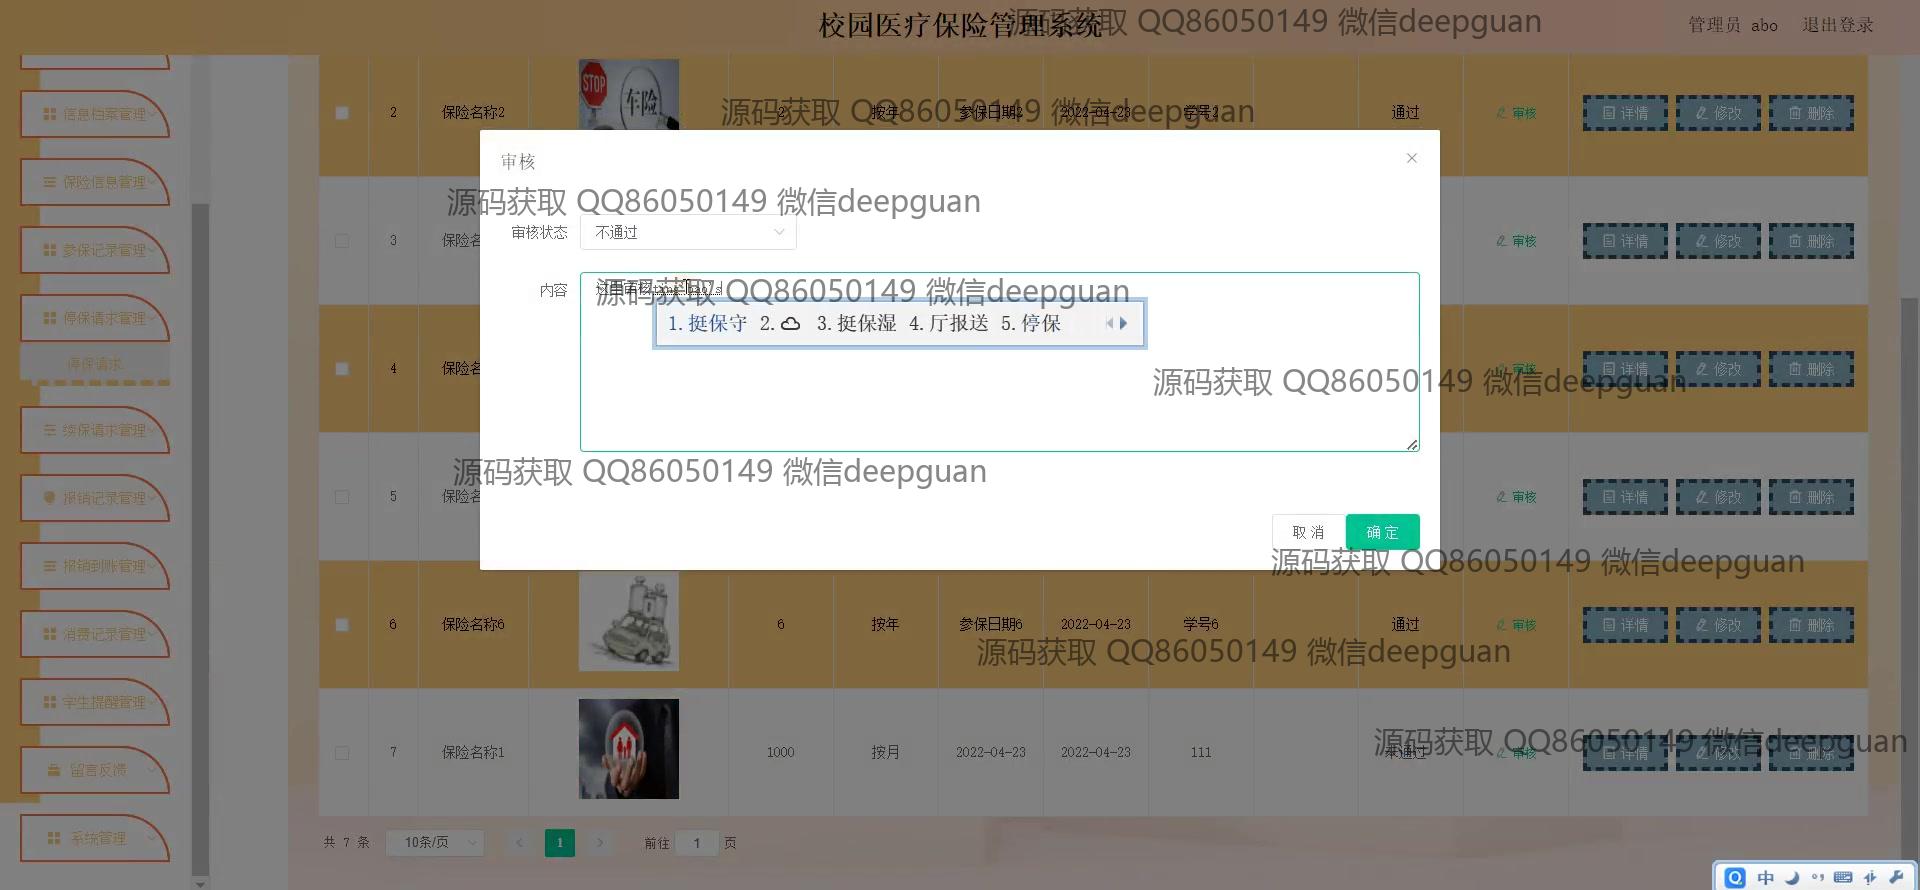 校园医疗保险管理系统
源码获取 QQ86050149 微信deepguan
管理员 abo 退出登录
信息档案管理
保险信息管理
参保记录管理
停保请求管理
停保请求
续保请求管理
报销记录管理
报销到账管理
消费记录管理
学生提醒管理
留言反馈
系统管理
2 保险名称2 2 按年 参保日期2 2022-04-23 学号2 通过 审核 详情 修改 删除
源码获取 QQ86050149 微信deepguan
STOP 车险
审核
源码获取 QQ86050149 微信deepguan
审核状态 不通过
3 保险名 审核 详情 修改 删除
内容
源码获取 QQ86050149 微信deepguan
1.挺保守 2. 3.挺保湿 4.厅报送 5.停保
4 保险名 审核 详情 修改 删除
源码获取 QQ86050149 微信deepguan
源码获取 QQ86050149 微信deepguan
5 保险名 审核 详情 修改 删除
取消 确定
源码获取 QQ86050149 微信deepguan
6 保险名称6 6 按年 参保日期6 2022-04-23 学号6 通过 审核 详情 修改 删除
源码获取 QQ86050149 微信deepguan
7 保险名称1 1000 按月 2022-04-23 2022-04-23 111 未通过 审核 详情 修改 删除
源码获取 QQ86050149 微信deepguan
共 7 条 10条/页 1 前往 1 页
中